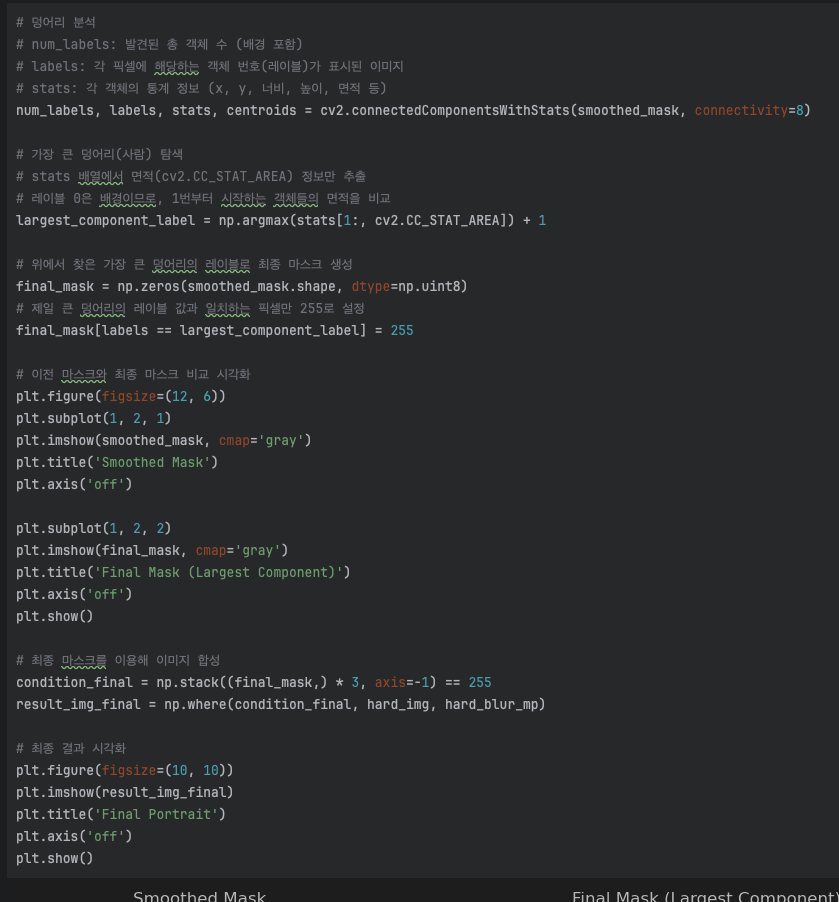 # 덩어리 분석
# num_labels: 발견된 총 객체 수 (배경 포함)
# labels: 각 픽셀에 해당하는 객체 번호(레이블)가 표시된 이미지
# stats: 각 객체의 통계 정보 (x, y, 너비, 높이, 면적 등)
num_labels, labels, stats, centroids = cv2.connectedComponentsWithStats(smoothed_mask, connectivity=8)
# 가장 큰 덩어리(사람) 탐색
# stats 배열에서 면적(cv2.CC_STAT_AREA) 정보만 추출
# 레이블 0은 배경이므로, 1번부터 시작하는 객체들의 면적을 비교
largest_component_label = np.argmax(stats[1:, cv2.CC_STAT_AREA]) + 1
# 위에서 찾은 가장 큰 덩어리의 레이블로 최종 마스크 생성
final_mask = np.zeros(smoothed_mask.shape, dtype=np.uint8)
# 제일 큰 덩어리의 레이블 값과 일치하는 픽셀만 255로 설정
final_mask[labels == largest_component_label] = 255
# 이전 마스크와 최종 마스크 비교 시각화
plt.figure(figsize=(12, 6))
plt.subplot(1, 2, 1)
plt.imshow(smoothed_mask, cmap='gray')
plt.title('Smoothed Mask')
plt.axis('off')
plt.subplot(1, 2, 2)
plt.imshow(final_mask, cmap='gray')
plt.title('Final Mask (Largest Component)')
plt.axis('off')
plt.show()
# 최종 마스크를 이용해 이미지 합성
condition_final = np.stack((final_mask,) * 3, axis=-1) == 255
result_img_final = np.where(condition_final, hard_img, hard_blur_mp)
# 최종 결과 시각화
plt.figure(figsize=(10, 10))
plt.imshow(result_img_final)
plt.title('Final Portrait')
plt.axis('off')
plt.show()
Smoothed Mask Final Mask (Largest Component)